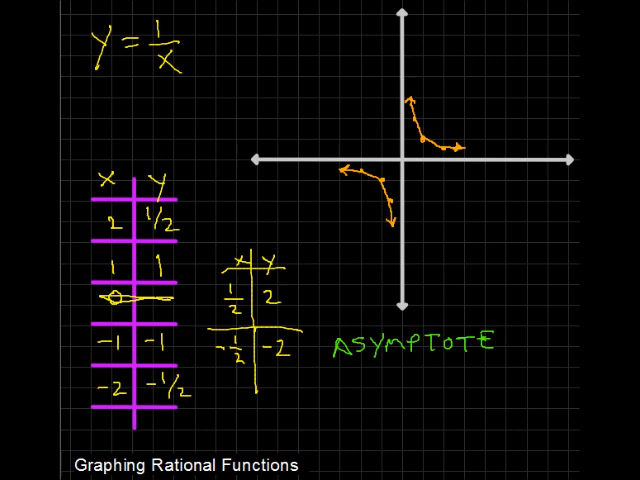 Y = 1/X
X Y
2 1/2
1 1
0
-1 -1
-2 -1/2
X Y
1/2 2
-1/2 -2
ASYMPTOTE
Graphing Rational Functions